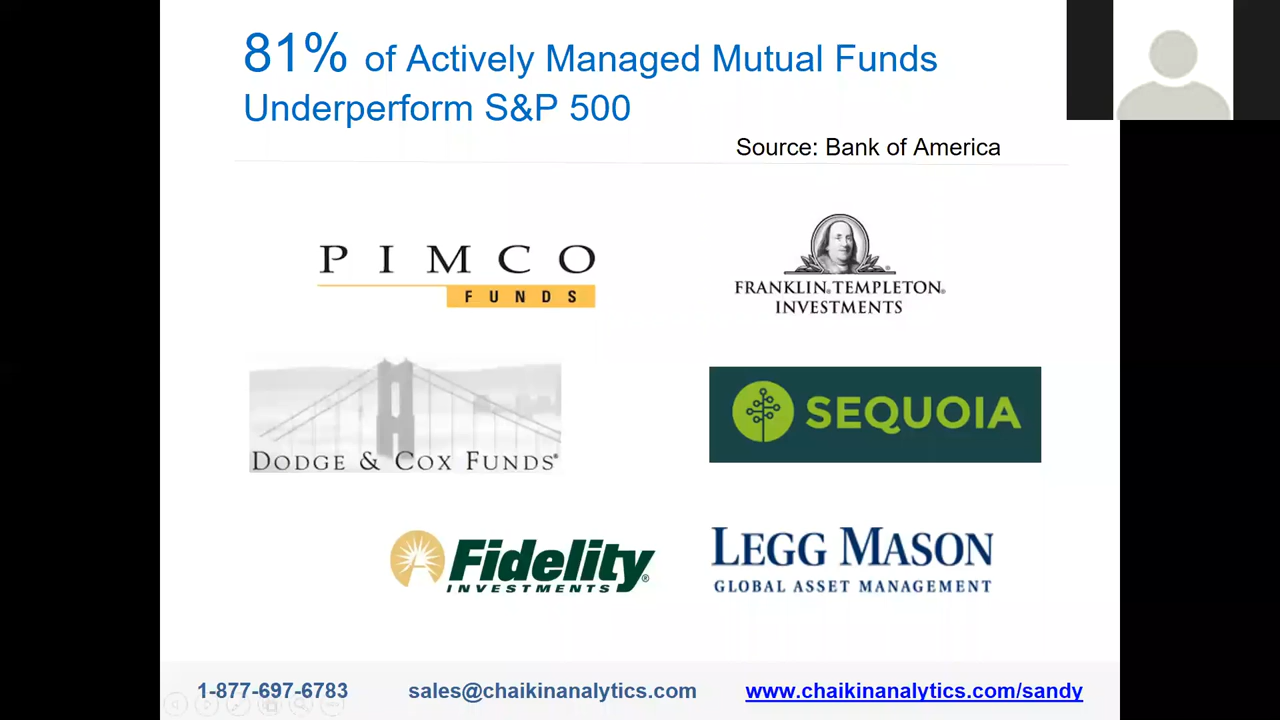 81% of Actively Managed Mutual Funds
Underperform S&P 500
Source: Bank of America
PIMCO
FUNDS
FRANKLIN® TEMPLETON®
INVESTMENTS
DODGE & COX FUNDS®
SEQUOIA
Fidelity®
INVESTMENTS
LEGG MASON
GLOBAL ASSET MANAGEMENT
1-877-697-6783 sales@chaikinanalytics.com www.chaikinanalytics.com/sandy